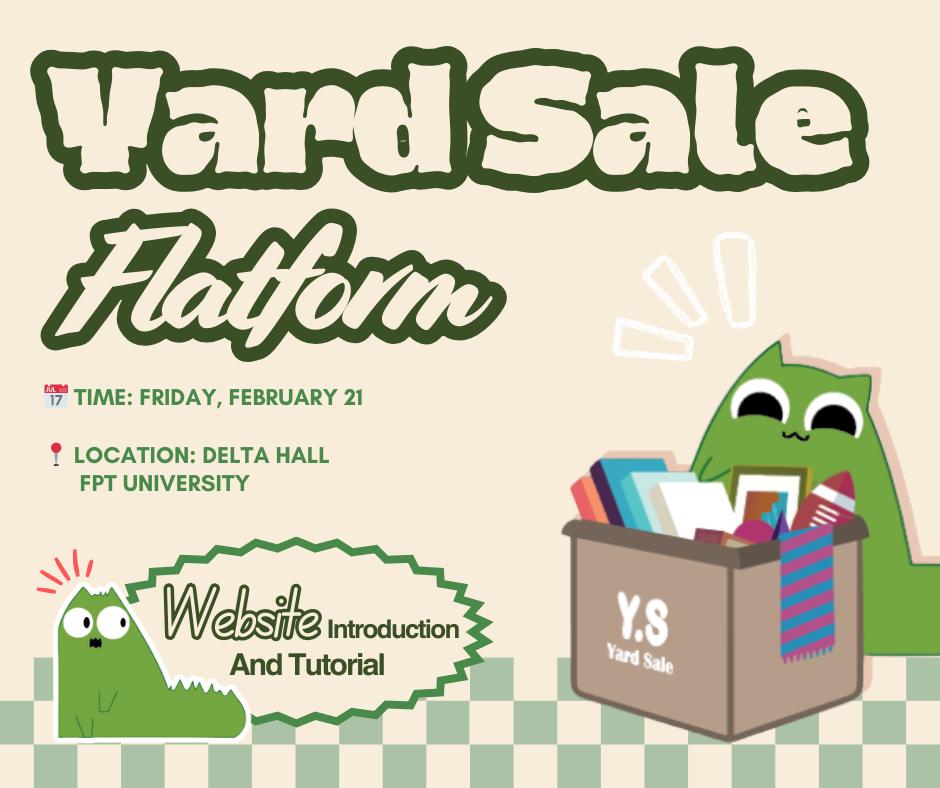 Yard Sale
Flatform
📅 TIME: FRIDAY, FEBRUARY 21
📍 LOCATION: DELTA HALL
FPT UNIVERSITY
Website Introduction
And Tutorial
Y.S
Yard Sale